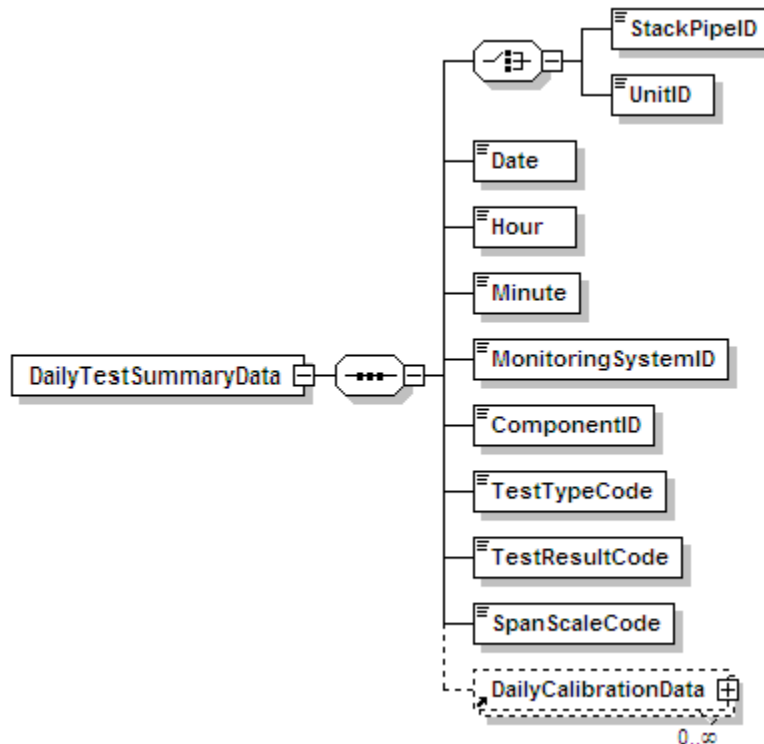 StackPipeID
UnitID
Date
Hour
Minute
MonitoringSystemID
DailyTestSummaryData
ComponentID
TestTypeCode
TestResultCode
SpanScaleCode
DailyCalibrationData
0..∞